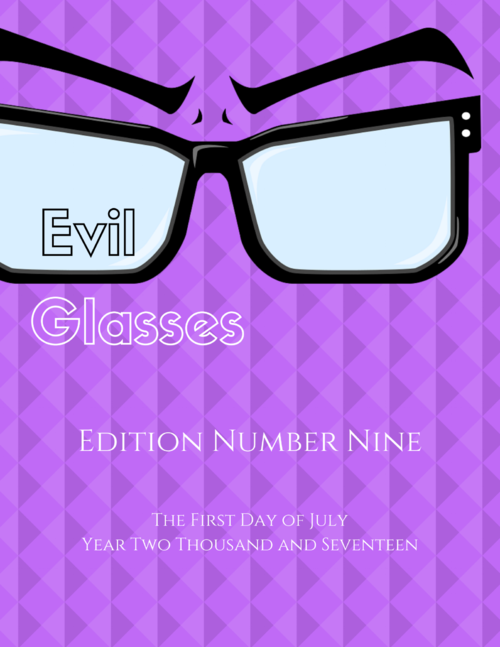 Evil
Glasses
Edition Number Nine
The First Day of July
Year Two Thousand and Seventeen